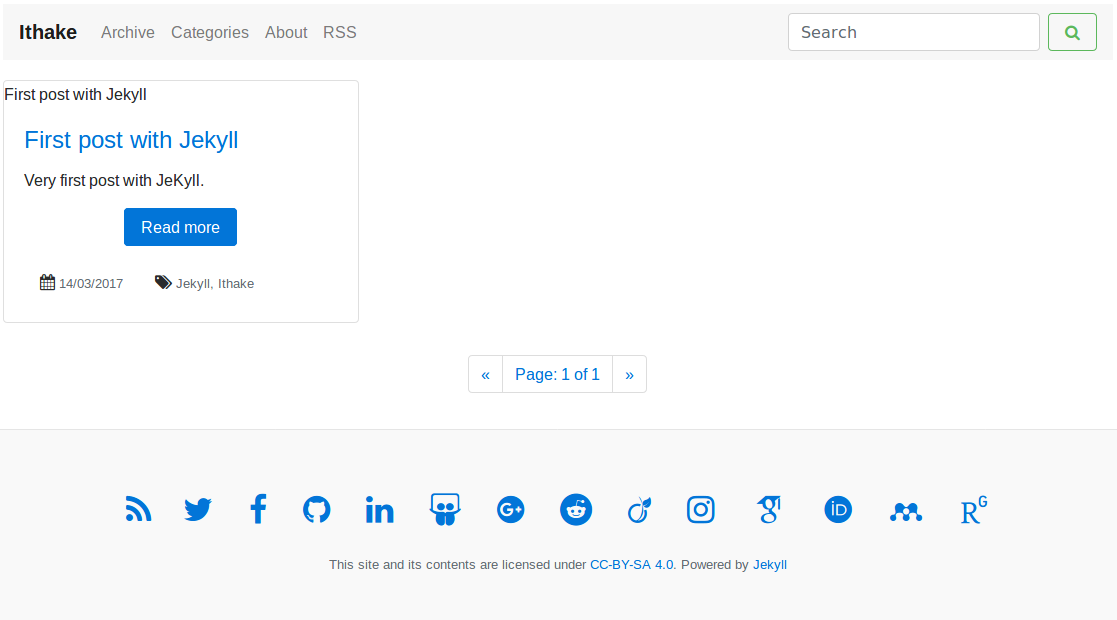 Ithake Archive Categories About RSS Search
First post with Jekyll
First post with Jekyll
Very first post with JeKyll.
Read more
14/03/2017 Jekyll, Ithake
« Page: 1 of 1 »
This site and its contents are licensed under CC-BY-SA 4.0. Powered by Jekyll